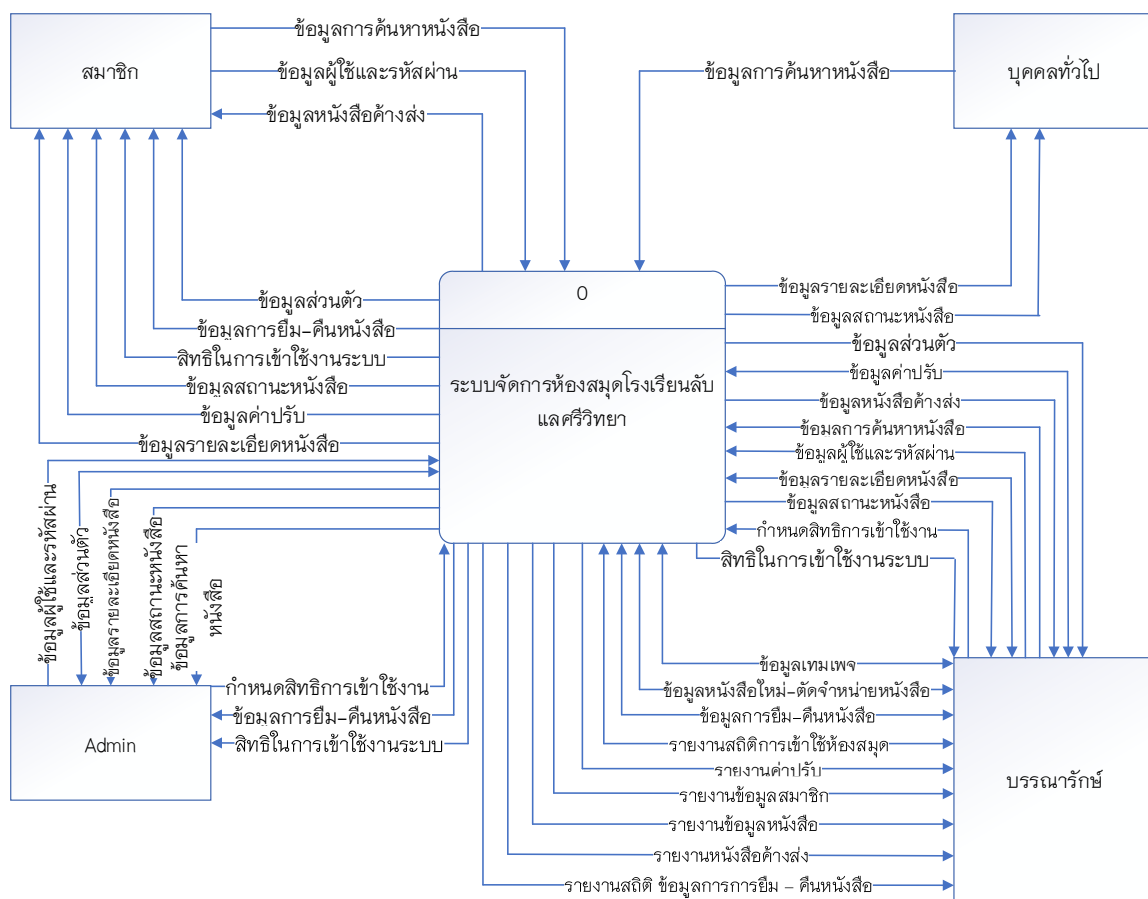 สมาชิก
ข้อมูลการค้นหาหนังสือ
ข้อมูลผู้ใช้และรหัสผ่าน
ข้อมูลหนังสือค้างส่ง
ข้อมูลการค้นหาหนังสือ
บุคคลทั่วไป
0
ระบบจัดการห้องสมุดโรงเรียนลับ
แลศรีวิทยา
ข้อมูลส่วนตัว
ข้อมูลการยืม-คืนหนังสือ
สิทธิในการเข้าใช้งานระบบ
ข้อมูลสถานะหนังสือ
ข้อมูลค่าปรับ
ข้อมูลรายละเอียดหนังสือ
ข้อมูลรายละเอียดหนังสือ
ข้อมูลสถานะหนังสือ
ข้อมูลส่วนตัว
ข้อมูลค่าปรับ
ข้อมูลหนังสือค้างส่ง
ข้อมูลการค้นหาหนังสือ
ข้อมูลผู้ใช้และรหัสผ่าน
ข้อมูลรายละเอียดหนังสือ
ข้อมูลสถานะหนังสือ
กำหนดสิทธิการเข้าใช้งาน
สิทธิในการเข้าใช้งานระบบ
ข้อมูลผู้ใช้และรหัสผ่าน
ข้อมูลส่วนตัว
ข้อมูลรายละเอียดหนังสือ
ข้อมูลสถานะหนังสือ
ข้อมูลการค้นหา
หนังสือ
Admin
กำหนดสิทธิการเข้าใช้งาน
ข้อมูลการยืม-คืนหนังสือ
สิทธิในการเข้าใช้งานระบบ
ข้อมูลเทมเพจ
ข้อมูลหนังสือใหม่-ตัดจำหน่ายหนังสือ
ข้อมูลการยืม-คืนหนังสือ
รายงานสถิติการเข้าใช้ห้องสมุด
รายงานค่าปรับ
รายงานข้อมูลสมาชิก
รายงานข้อมูลหนังสือ
รายงานหนังสือค้างส่ง
รายงานสถิติ ข้อมูลการการยืม - คืนหนังสือ
บรรณารักษ์